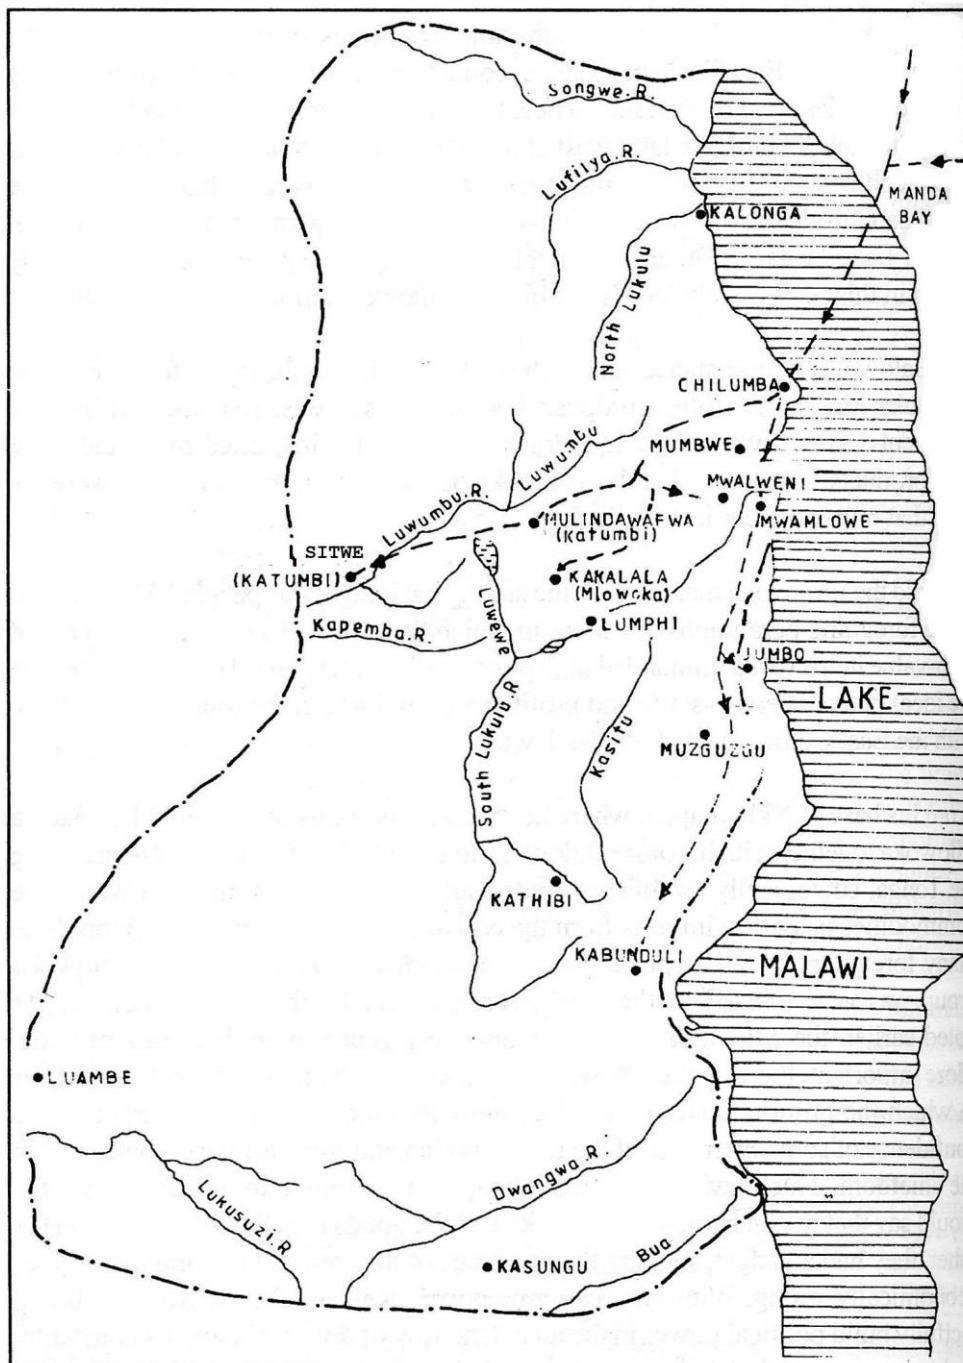 Songwe.R.
Lufilya.R.
MANDA
BAY
KALONGA
North Lukulu
CHILUMBA
MUMBWE
Luwumbu
MWALWENI
Luwumbu.R.
MWAMLOWE
MULINDAWAFWA
(Katumbi)
SITWE
(KATUMBI)
KAKALALA
(Mlowoka)
Luwewe
LUMPHI
Kapemba.R.
JUMBO
LAKE
South Lukulu.R
Kasitu
MUZGUZGU
KATHIBI
KABUNDULI
MALAWI
LUAMBE
Dwangwa.R
Lukusuzi.R
Bua
KASUNGU